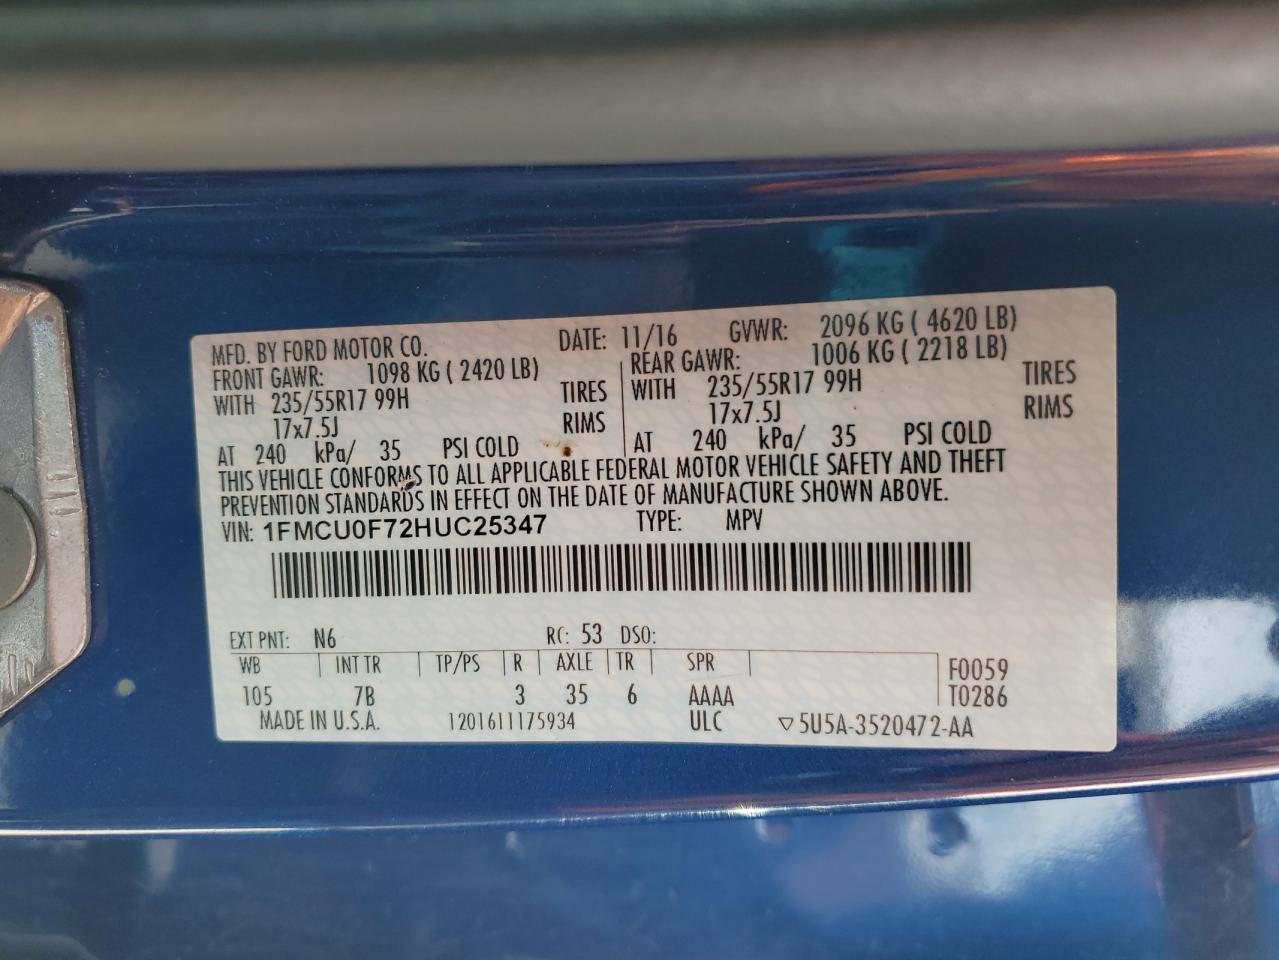 MFD. BY FORD MOTOR CO. DATE: 11/16 GVWR: 2096 KG ( 4620 LB)
FRONT GAWR: 1098 KG ( 2420 LB) REAR GAWR: 1006 KG ( 2218 LB)
WITH 235/55R17 99H TIRES WITH 235/55R17 99H TIRES
17x7.5J RIMS 17x7.5J RIMS
AT 240 kPa/ 35 PSI COLD AT 240 kPa/ 35 PSI COLD
THIS VEHICLE CONFORMS TO ALL APPLICABLE FEDERAL MOTOR VEHICLE SAFETY AND THEFT
PREVENTION STANDARDS IN EFFECT ON THE DATE OF MANUFACTURE SHOWN ABOVE.
VIN: 1FMCU0F72HUC25347 TYPE: MPV
EXT PNT: N6 RC: 53 DSO:
WB INT TR TP/PS R AXLE TR SPR F0059
105 7B 3 35 6 AAAA T0286
MADE IN U.S.A. 1201611175934 ULC ▽5U5A-3520472-AA